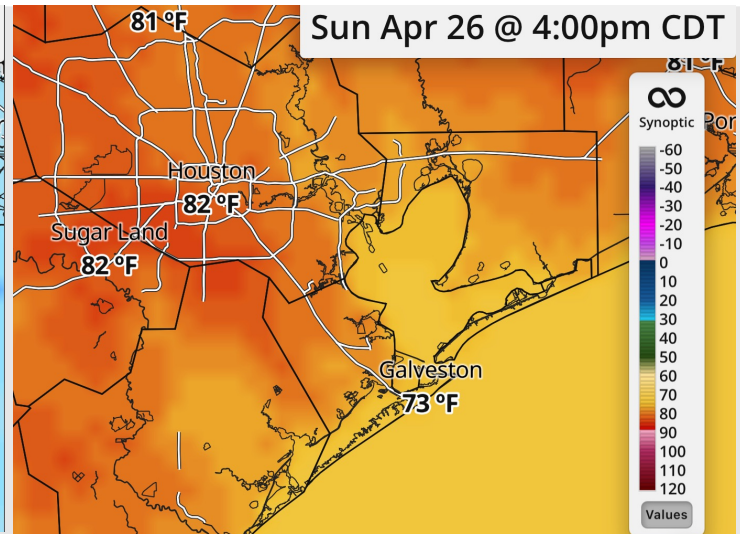 81 ºF
Sun Apr 26 @ 4:00pm CDT
81 ºF
Synoptic
Por
Houston
82 ºF
Sugar Land
82 ºF
Galveston
73 ºF
-60
-50
-40
-30
-20
-10
0
10
20
30
40
50
60
70
80
90
100
110
120
Values